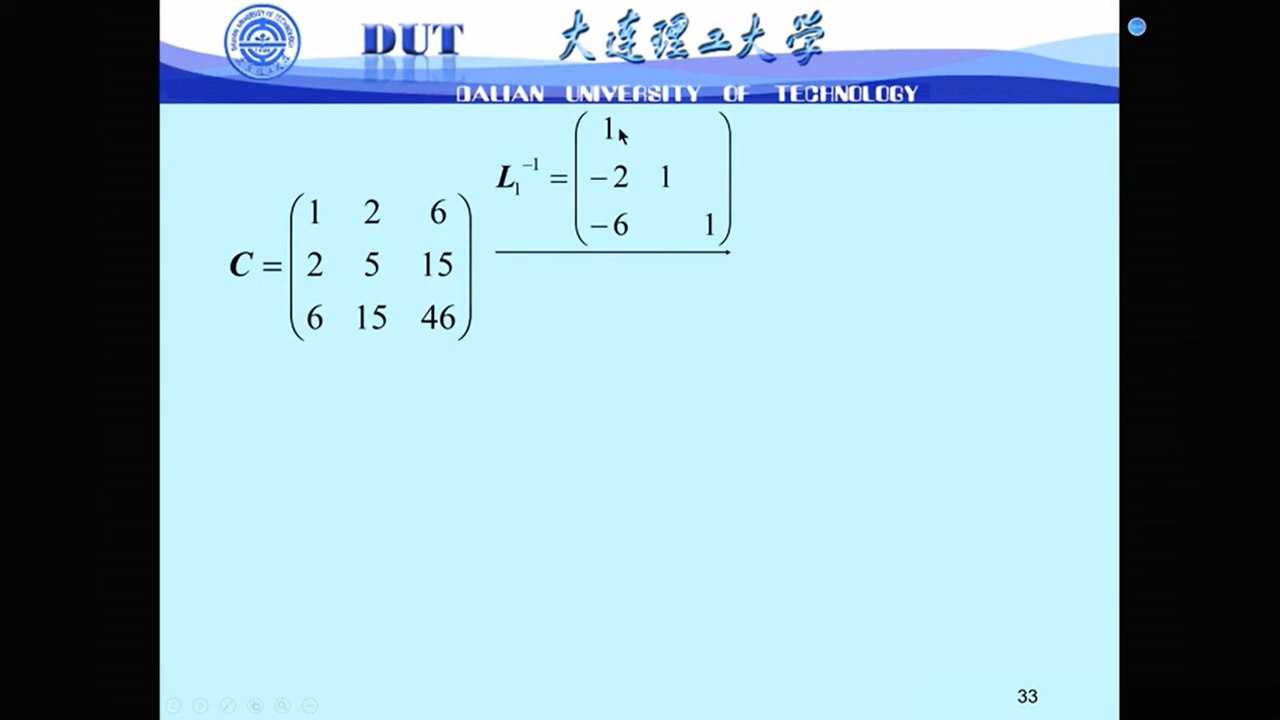 DUT 大连理工大学
DALIAN UNIVERSITY OF TECHNOLOGY
L₁⁻¹ = ( 1
−2 1
−6 1 )
C = ( 1 2 6
2 5 15
6 15 46 )
33